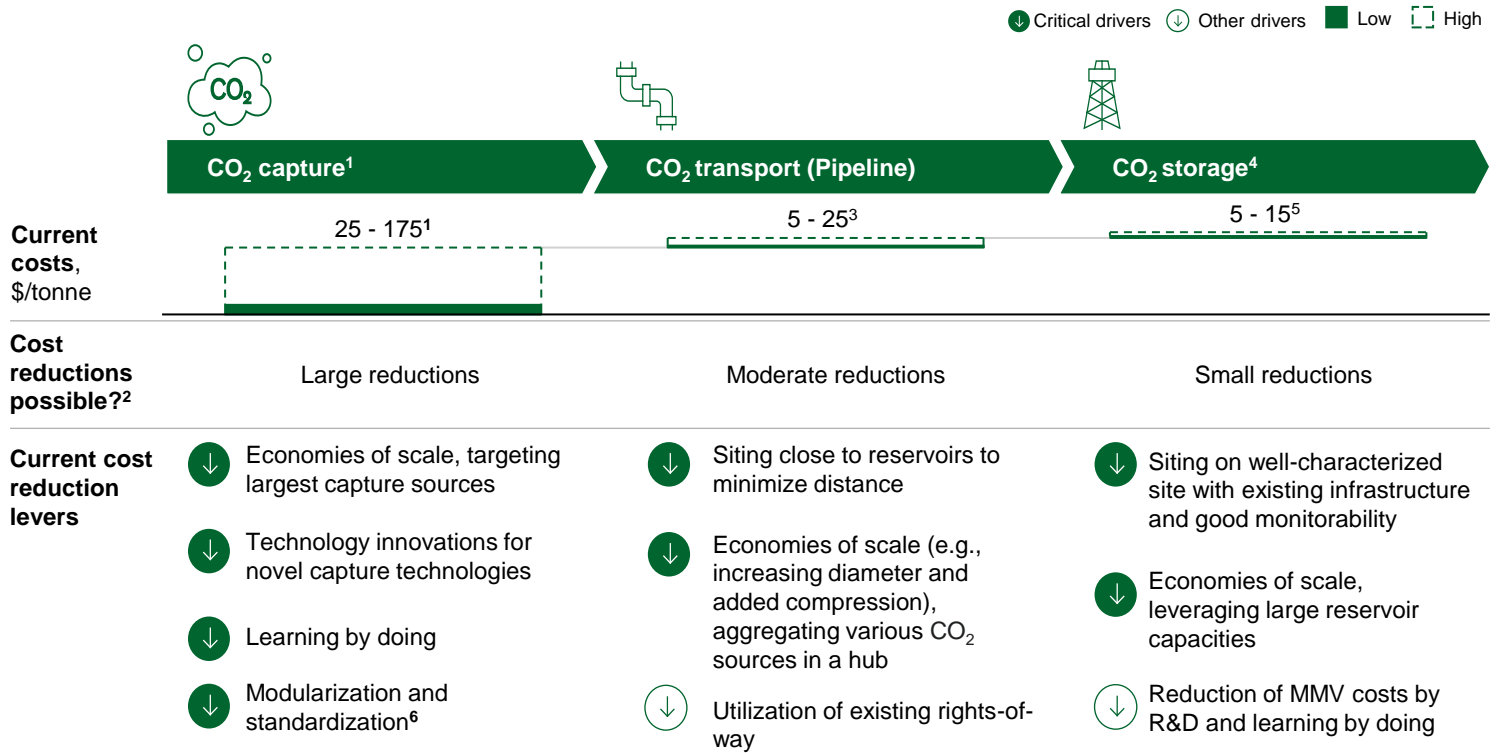 Critical drivers Other drivers Low High
CO₂
CO₂ capture¹
CO₂ transport (Pipeline)
CO₂ storage⁴
Current
costs,
$/tonne
25 - 175¹
5 - 25³
5 - 15⁵
Cost
reductions
possible?²
Large reductions
Moderate reductions
Small reductions
Current cost
reduction
levers
Economies of scale, targeting
largest capture sources
Technology innovations for
novel capture technologies
Learning by doing
Modularization and
standardization⁶
Siting close to reservoirs to
minimize distance
Economies of scale (e.g.,
increasing diameter and
added compression),
aggregating various CO₂
sources in a hub
Utilization of existing rights-of-
way
Siting on well-characterized
site with existing infrastructure
and good monitorability
Economies of scale,
leveraging large reservoir
capacities
Reduction of MMV costs by
R&D and learning by doing